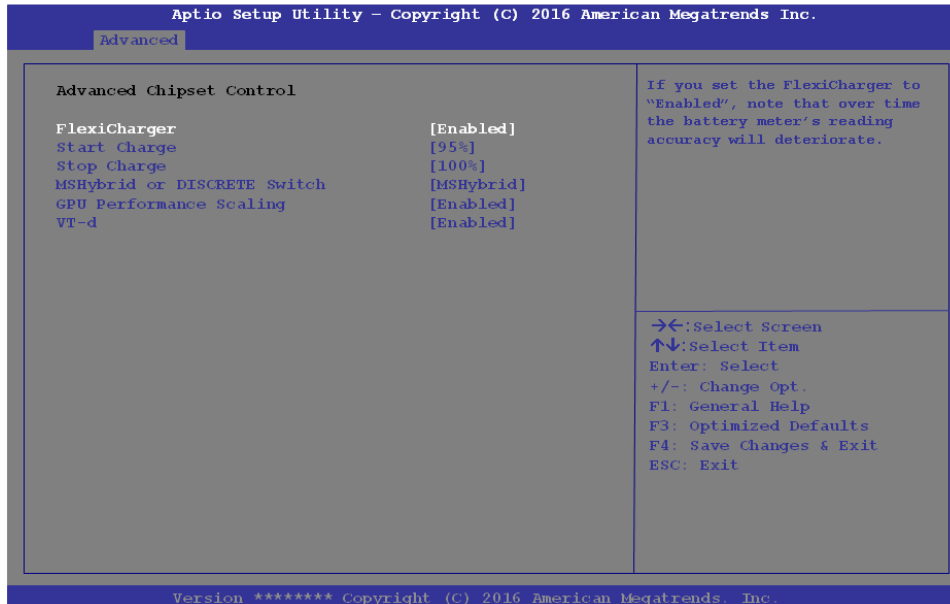 Aptio Setup Utility – Copyright (C) 2016 American Megatrends Inc.
Advanced
Advanced Chipset Control
FlexiCharger [Enabled]
Start Charge [95%]
Stop Charge [100%]
MSHybrid or DISCRETE Switch [MSHybrid]
GPU Performance Scaling [Enabled]
VT-d [Enabled]
If you set the FlexiCharger to
“Enabled”, note that over time
the battery meter’s reading
accuracy will deteriorate.
→←:Select Screen
↑↓:Select Item
Enter: Select
+/-: Change Opt.
F1: General Help
F3: Optimized Defaults
F4: Save Changes & Exit
ESC: Exit
Version ******** Copyright (C) 2016 American Megatrends. Inc.